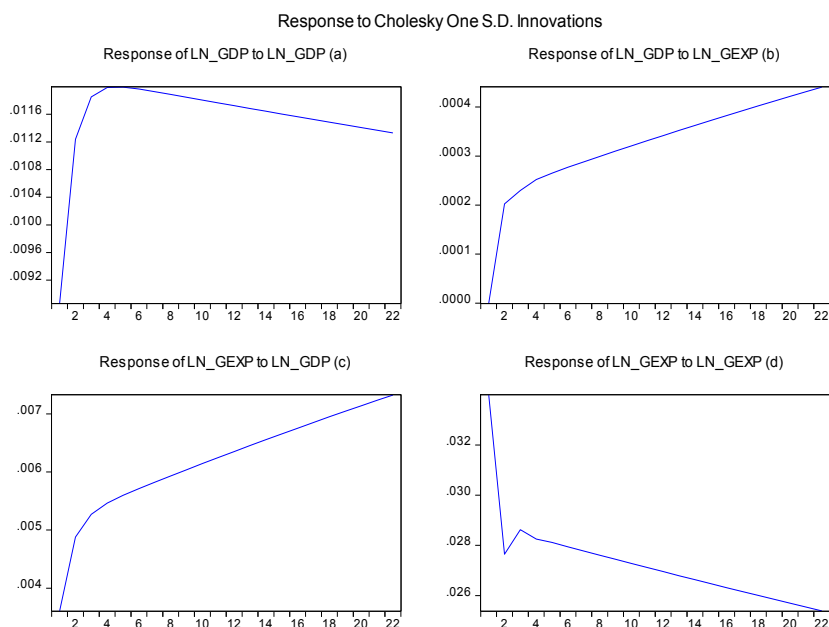 Response to Cholesky One S.D. Innovations
Response of LN_GDP to LN_GDP (a)
.0116
.0112
.0108
.0104
.0100
.0096
.0092
2 4 6 8 10 12 14 16 18 20 22
Response of LN_GDP to LN_GEXP (b)
.0004
.0003
.0002
.0001
.0000
2 4 6 8 10 12 14 16 18 20 22
Response of LN_GEXP to LN_GDP (c)
.007
.006
.005
.004
2 4 6 8 10 12 14 16 18 20 22
Response of LN_GEXP to LN_GEXP (d)
.032
.030
.028
.026
2 4 6 8 10 12 14 16 18 20 22